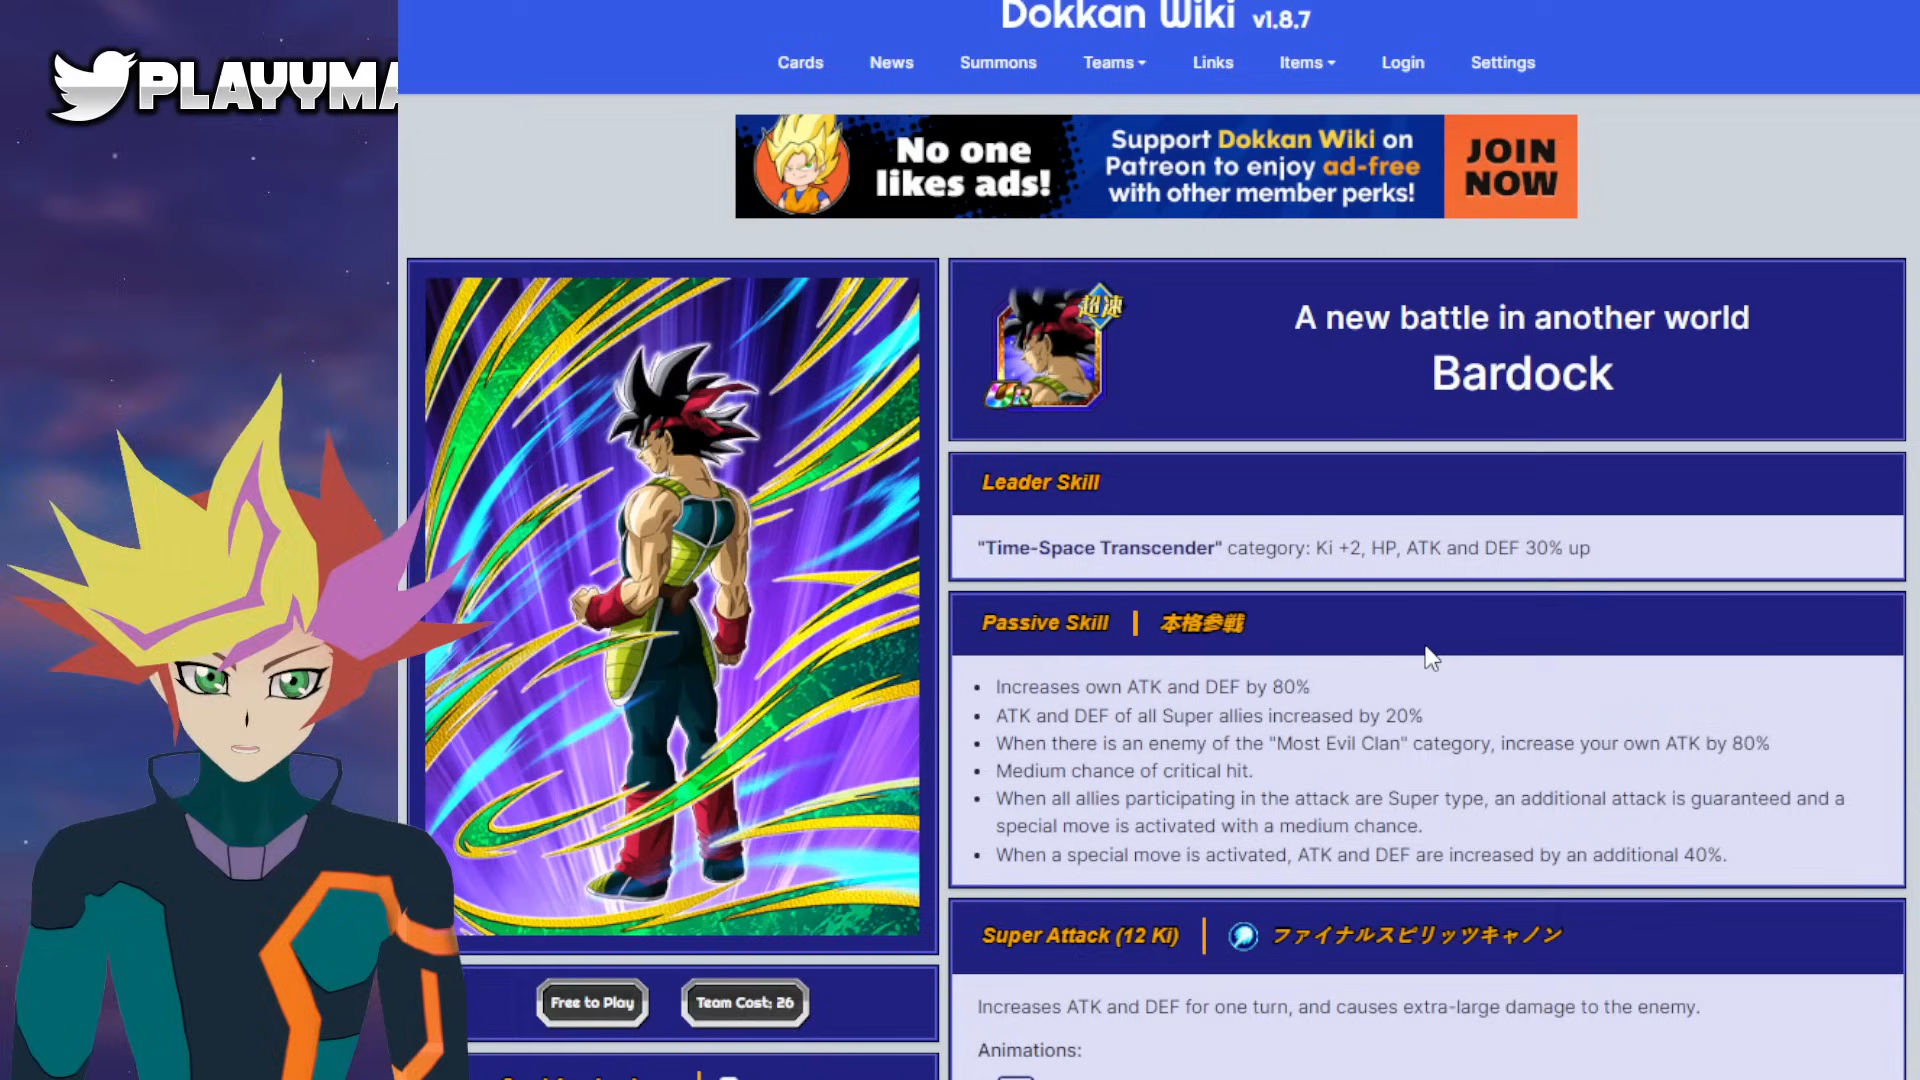 PLAYYMA
Dokkan Wiki v1.8.7
Cards News Summons Teams Links Items Login Settings
No one
likes ads!
Support Dokkan Wiki on
Patreon to enjoy ad-free
with other member perks!
JOIN
NOW
超速
UR
A new battle in another world
Bardock
Leader Skill
"Time-Space Transcender" category: Ki +2, HP, ATK and DEF 30% up
Passive Skill | 本格参戦
• Increases own ATK and DEF by 80%
• ATK and DEF of all Super allies increased by 20%
• When there is an enemy of the "Most Evil Clan" category, increase your own ATK by 80%
• Medium chance of critical hit.
• When all allies participating in the attack are Super type, an additional attack is guaranteed and a
special move is activated with a medium chance.
• When a special move is activated, ATK and DEF are increased by an additional 40%.
Super Attack (12 Ki) | ファイナルスピリッツキャノン
Increases ATK and DEF for one turn, and causes extra-large damage to the enemy.
Animations:
Free to Play
Team Cost: 26